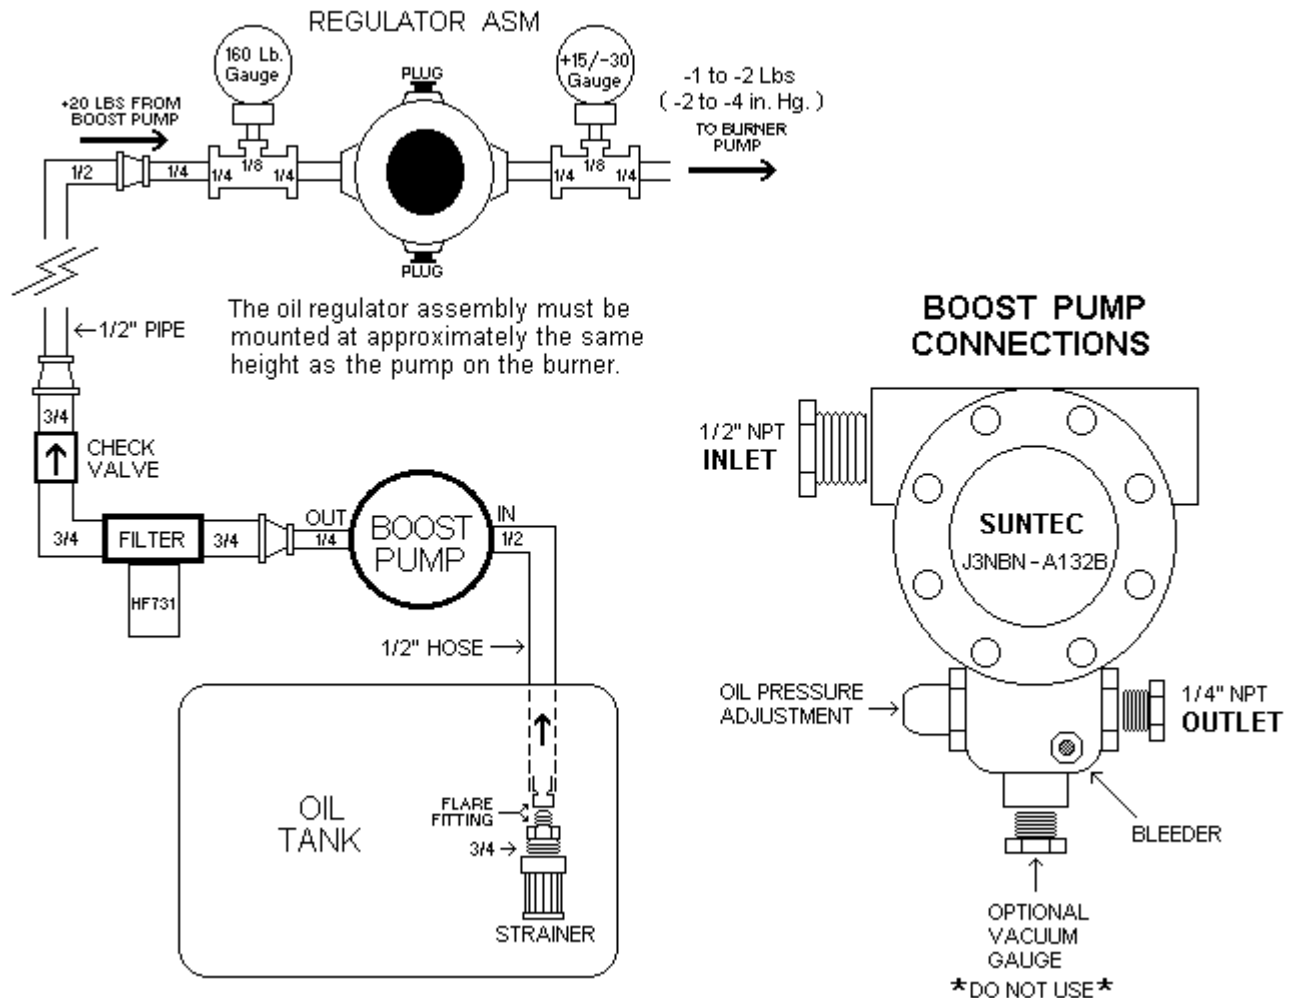 REGULATOR ASM
160 Lb.
Gauge
PLUG
+15/-30
Gauge
-1 to -2 Lbs
( -2 to -4 in. Hg. )
TO BURNER
PUMP
+20 LBS FROM
BOOST PUMP
1/2
1/4
1/4
1/8
1/4
1/4
1/8
1/4
PLUG
The oil regulator assembly must be
mounted at approximately the same
height as the pump on the burner.
1/2" PIPE
3/4
CHECK
VALVE
3/4
FILTER
3/4
HF731
OUT
1/4
BOOST
PUMP
IN
1/2
1/2" HOSE
OIL
TANK
FLARE
FITTING
3/4
STRAINER
BOOST PUMP
CONNECTIONS
1/2" NPT
INLET
SUNTEC
J3NBN - A132B
OIL PRESSURE
ADJUSTMENT
1/4" NPT
OUTLET
BLEEDER
OPTIONAL
VACUUM
GAUGE
*DO NOT USE*